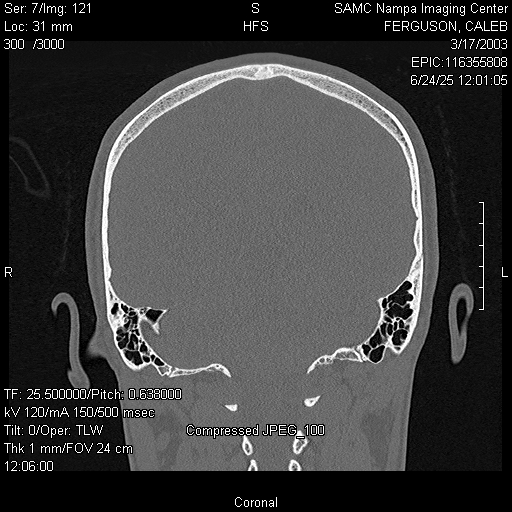 Ser: 7/Img: 121
Loc: 31 mm
300 /3000
S
HFS
SAMC Nampa Imaging Center
FERGUSON, CALEB
3/17/2003
EPIC:116355808
6/24/25 12:01:05
R
L
TF: 25.500000/Pitch: 0.638000
kV 120/mA 150/500 msec
Tilt: 0/Oper: TLW
Compressed JPEG_100
Thk 1 mm/FOV 24 cm
12:06:00
Coronal